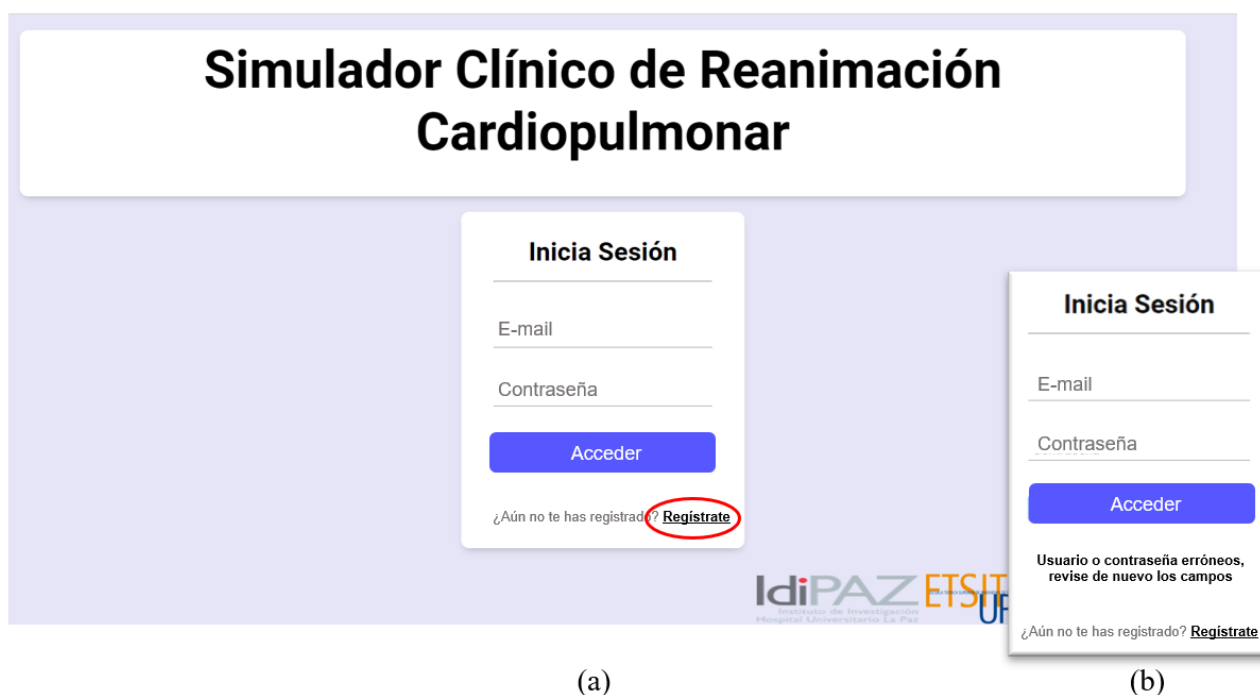 Simulador Clínico de Reanimación
Cardiopulmonar
Inicia Sesión
E-mail
Contraseña
Acceder
¿Aún no te has registrado? Regístrate
IdiPAZ
Instituto de Investigación
Hospital Universitario La Paz
ETSIT
Inicia Sesión
E-mail
Contraseña
Acceder
Usuario o contraseña erróneos,
revise de nuevo los campos
¿Aún no te has registrado? Regístrate
(a)
(b)